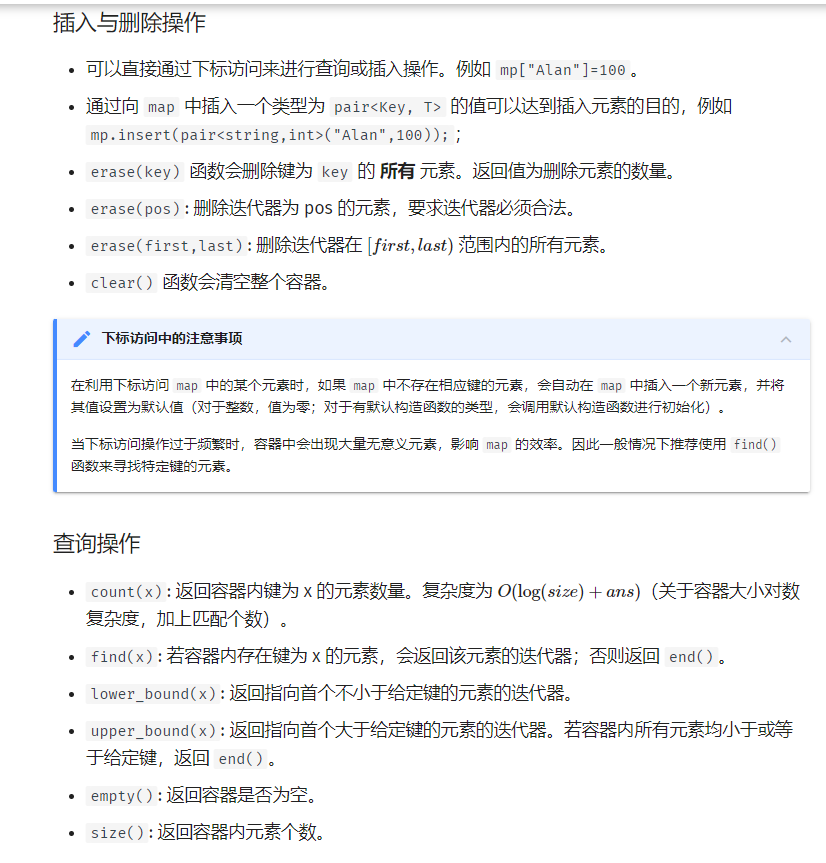 插入与删除操作
可以直接通过下标访问来进行查询或插入操作。例如 mp["Alan"]=100 。
通过向 map 中插入一个类型为 pair<Key, T> 的值可以达到插入元素的目的，例如
mp.insert(pair<string,int>("Alan",100)); ；
erase(key) 函数会删除键为 key 的 所有 元素。返回值为删除元素的数量。
erase(pos) : 删除迭代器为 pos 的元素，要求迭代器必须合法。
erase(first,last) : 删除迭代器在 [first, last) 范围内的所有元素。
clear() 函数会清空整个容器。
下标访问中的注意事项
在利用下标访问 map 中的某个元素时，如果 map 中不存在相应键的元素，会自动在 map 中插入一个新元素，并将
其值设置为默认值（对于整数，值为零；对于有默认构造函数的类型，会调用默认构造函数进行初始化）。
当下标访问操作过于频繁时，容器中会出现大量无意义元素，影响 map 的效率。因此一般情况下推荐使用 find()
函数来寻找特定键的元素。
查询操作
count(x) : 返回容器内键为 x 的元素数量。复杂度为 O(log(size) + ans)（关于容器大小对数
复杂度，加上匹配个数）。
find(x) : 若容器内存在键为 x 的元素，会返回该元素的迭代器；否则返回 end() 。
lower_bound(x) : 返回指向首个不小于给定键的元素的迭代器。
upper_bound(x) : 返回指向首个大于给定键的元素的迭代器。若容器内所有元素均小于或等
于给定键，返回 end() 。
empty() : 返回容器是否为空。
size() : 返回容器内元素个数。